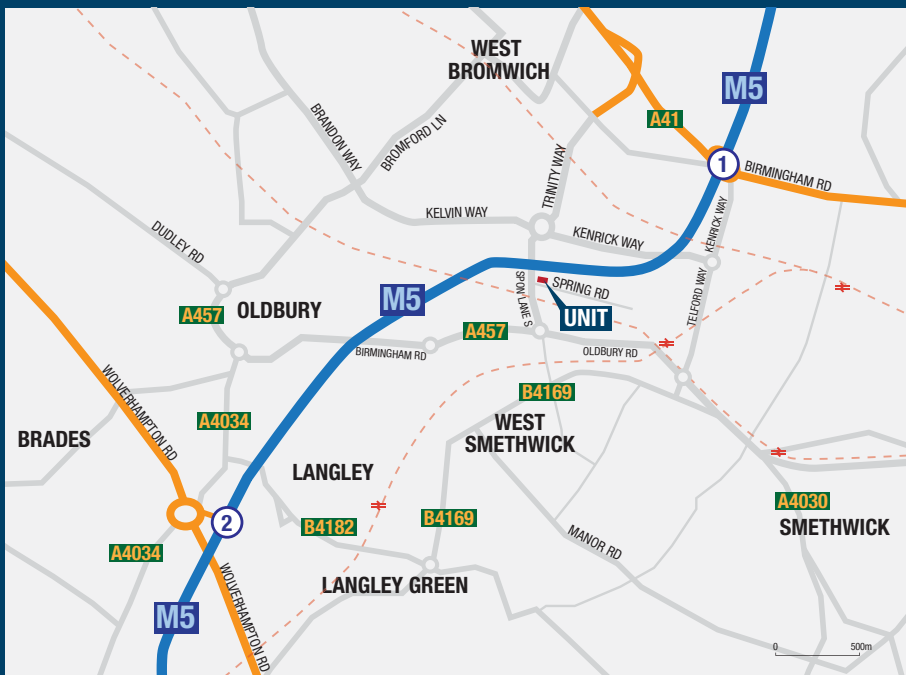 WEST
BROMWICH
M5
A41
BRANDON WAY
BROMFORD LN
1
BIRMINGHAM RD
TRINITY WAY
KELVIN WAY
KENRICK WAY
KENRICK WAY
DUDLEY RD
SPON LANE S
SPRING RD
TELFORD WAY
M5
A457
OLDBURY
UNIT
A457
BIRMINGHAM RD
OLDBURY RD
WOLVERHAMPTON RD
B4169
A4034
WEST
SMETHWICK
BRADES
LANGLEY
A4030
SMETHWICK
2
B4182
B4169
MANOR RD
A4034
LANGLEY GREEN
WOLVERHAMPTON RD
M5
0 500m